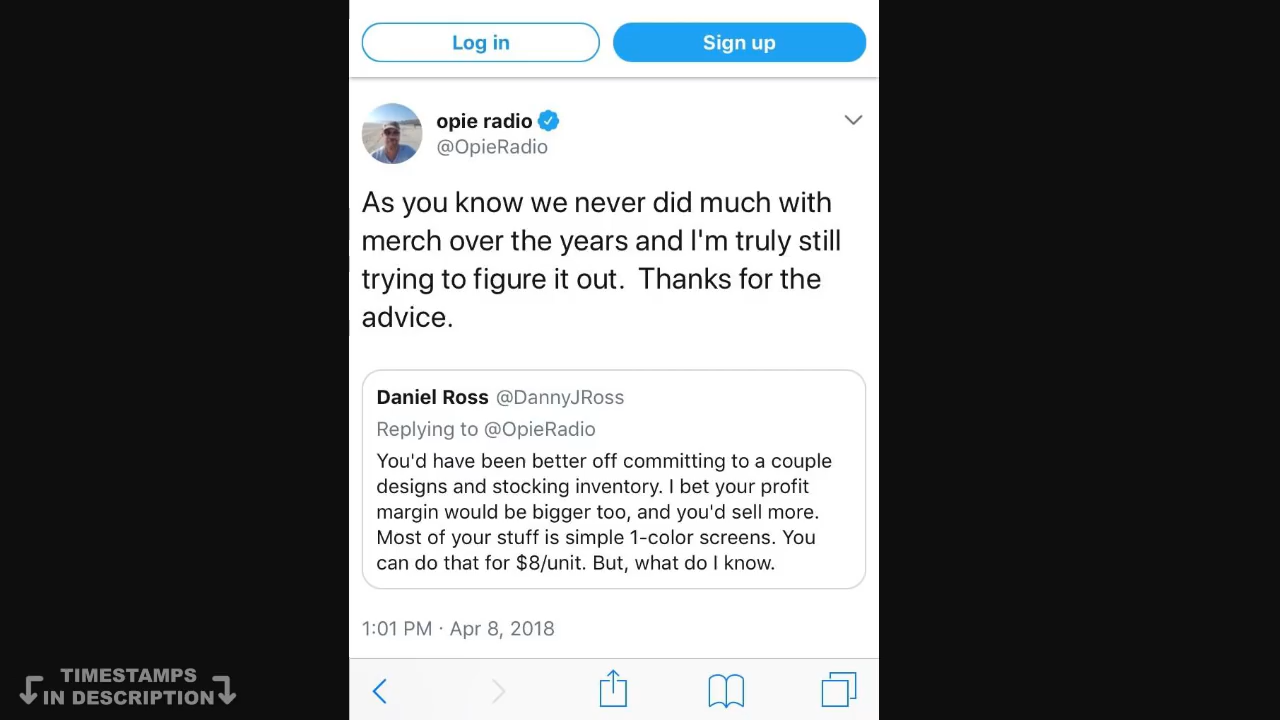 Log in
Sign up
opie radio
@OpieRadio
As you know we never did much with
merch over the years and I'm truly still
trying to figure it out.  Thanks for the
advice.
Daniel Ross @DannyJRoss
Replying to @OpieRadio
You'd have been better off committing to a couple
designs and stocking inventory. I bet your profit
margin would be bigger too, and you'd sell more.
Most of your stuff is simple 1-color screens. You
can do that for $8/unit. But, what do I know.
1:01 PM · Apr 8, 2018
TIMESTAMPS
IN DESCRIPTION